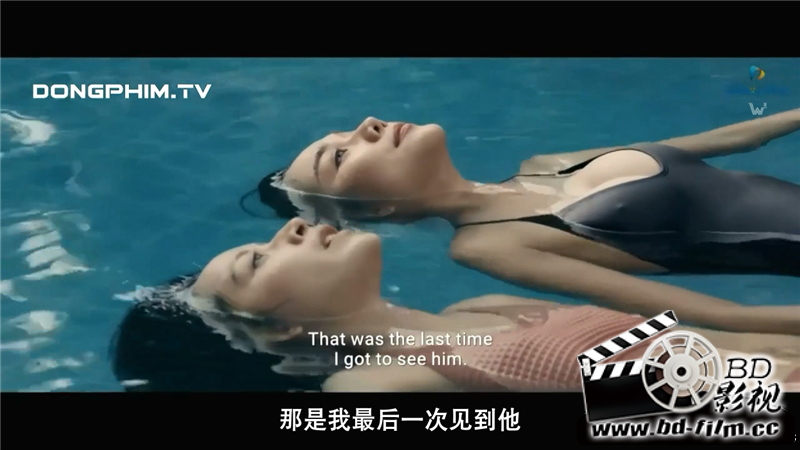 DONGPHIM.TV
W
That was the last time
I got to see him.
BD
影视
www.bd-film.cc
那是我最后一次见到他